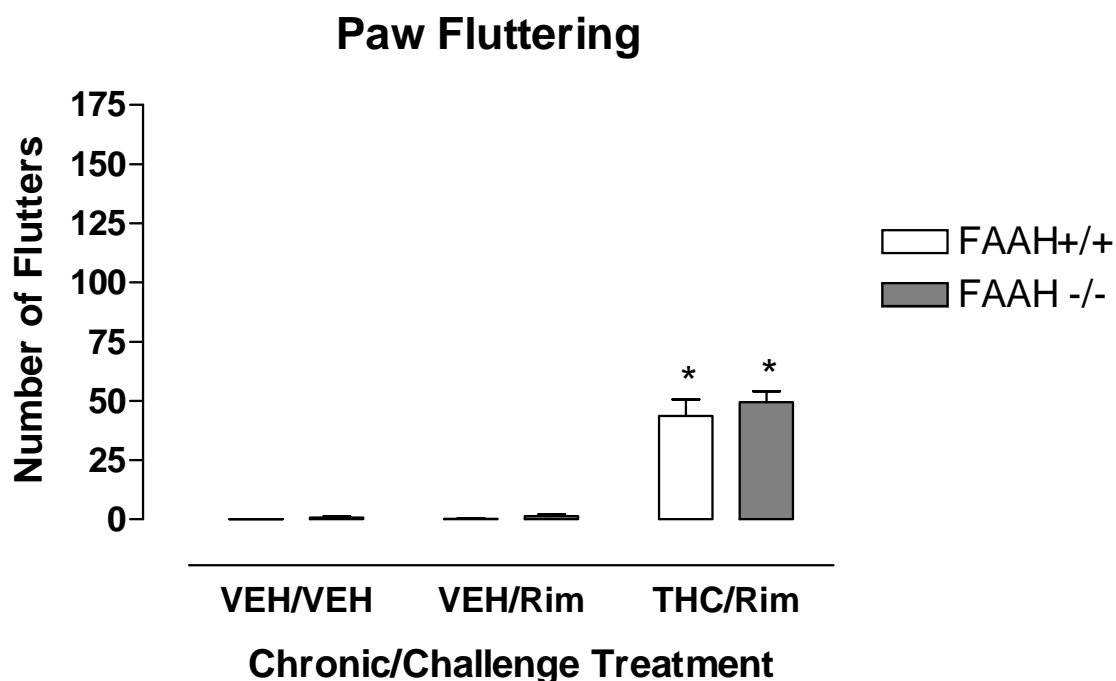 Paw Fluttering
175
150
125
100
75
50
25
0
Number of Flutters
* *
FAAH+/+
FAAH -/-
VEH/VEH VEH/Rim THC/Rim
Chronic/Challenge Treatment